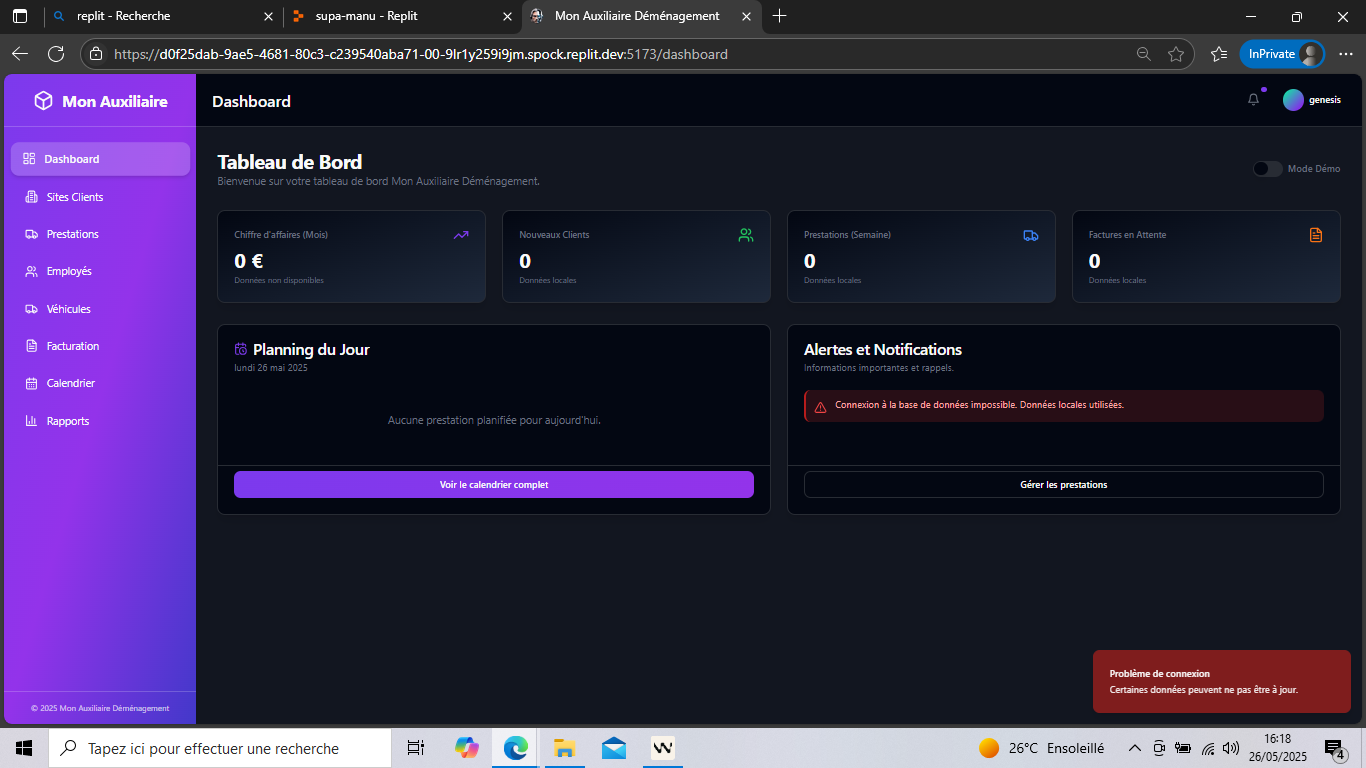 replit - Recherche
supa-manu - Replit
Mon Auxiliaire Déménagement
https://d0f25dab-9ae5-4681-80c3-c239540aba71-00-9lr1y259i9jm.spock.replit.dev:5173/dashboard
InPrivate
Mon Auxiliaire
Dashboard
genesis
Dashboard
Sites Clients
Prestations
Employés
Véhicules
Facturation
Calendrier
Rapports
© 2025 Mon Auxiliaire Déménagement
Tableau de Bord
Bienvenue sur votre tableau de bord Mon Auxiliaire Déménagement.
Mode Démo
Chiffre d'affaires (Mois)
0 €
Données non disponibles
Nouveaux Clients
0
Données locales
Prestations (Semaine)
0
Données locales
Factures en Attente
0
Données locales
Planning du Jour
lundi 26 mai 2025
Aucune prestation planifiée pour aujourd'hui.
Voir le calendrier complet
Alertes et Notifications
Informations importantes et rappels.
Connexion à la base de données impossible. Données locales utilisées.
Gérer les prestations
Problème de connexion
Certaines données peuvent ne pas être à jour.
Tapez ici pour effectuer une recherche
26°C Ensoleillé
16:18
26/05/2025
4